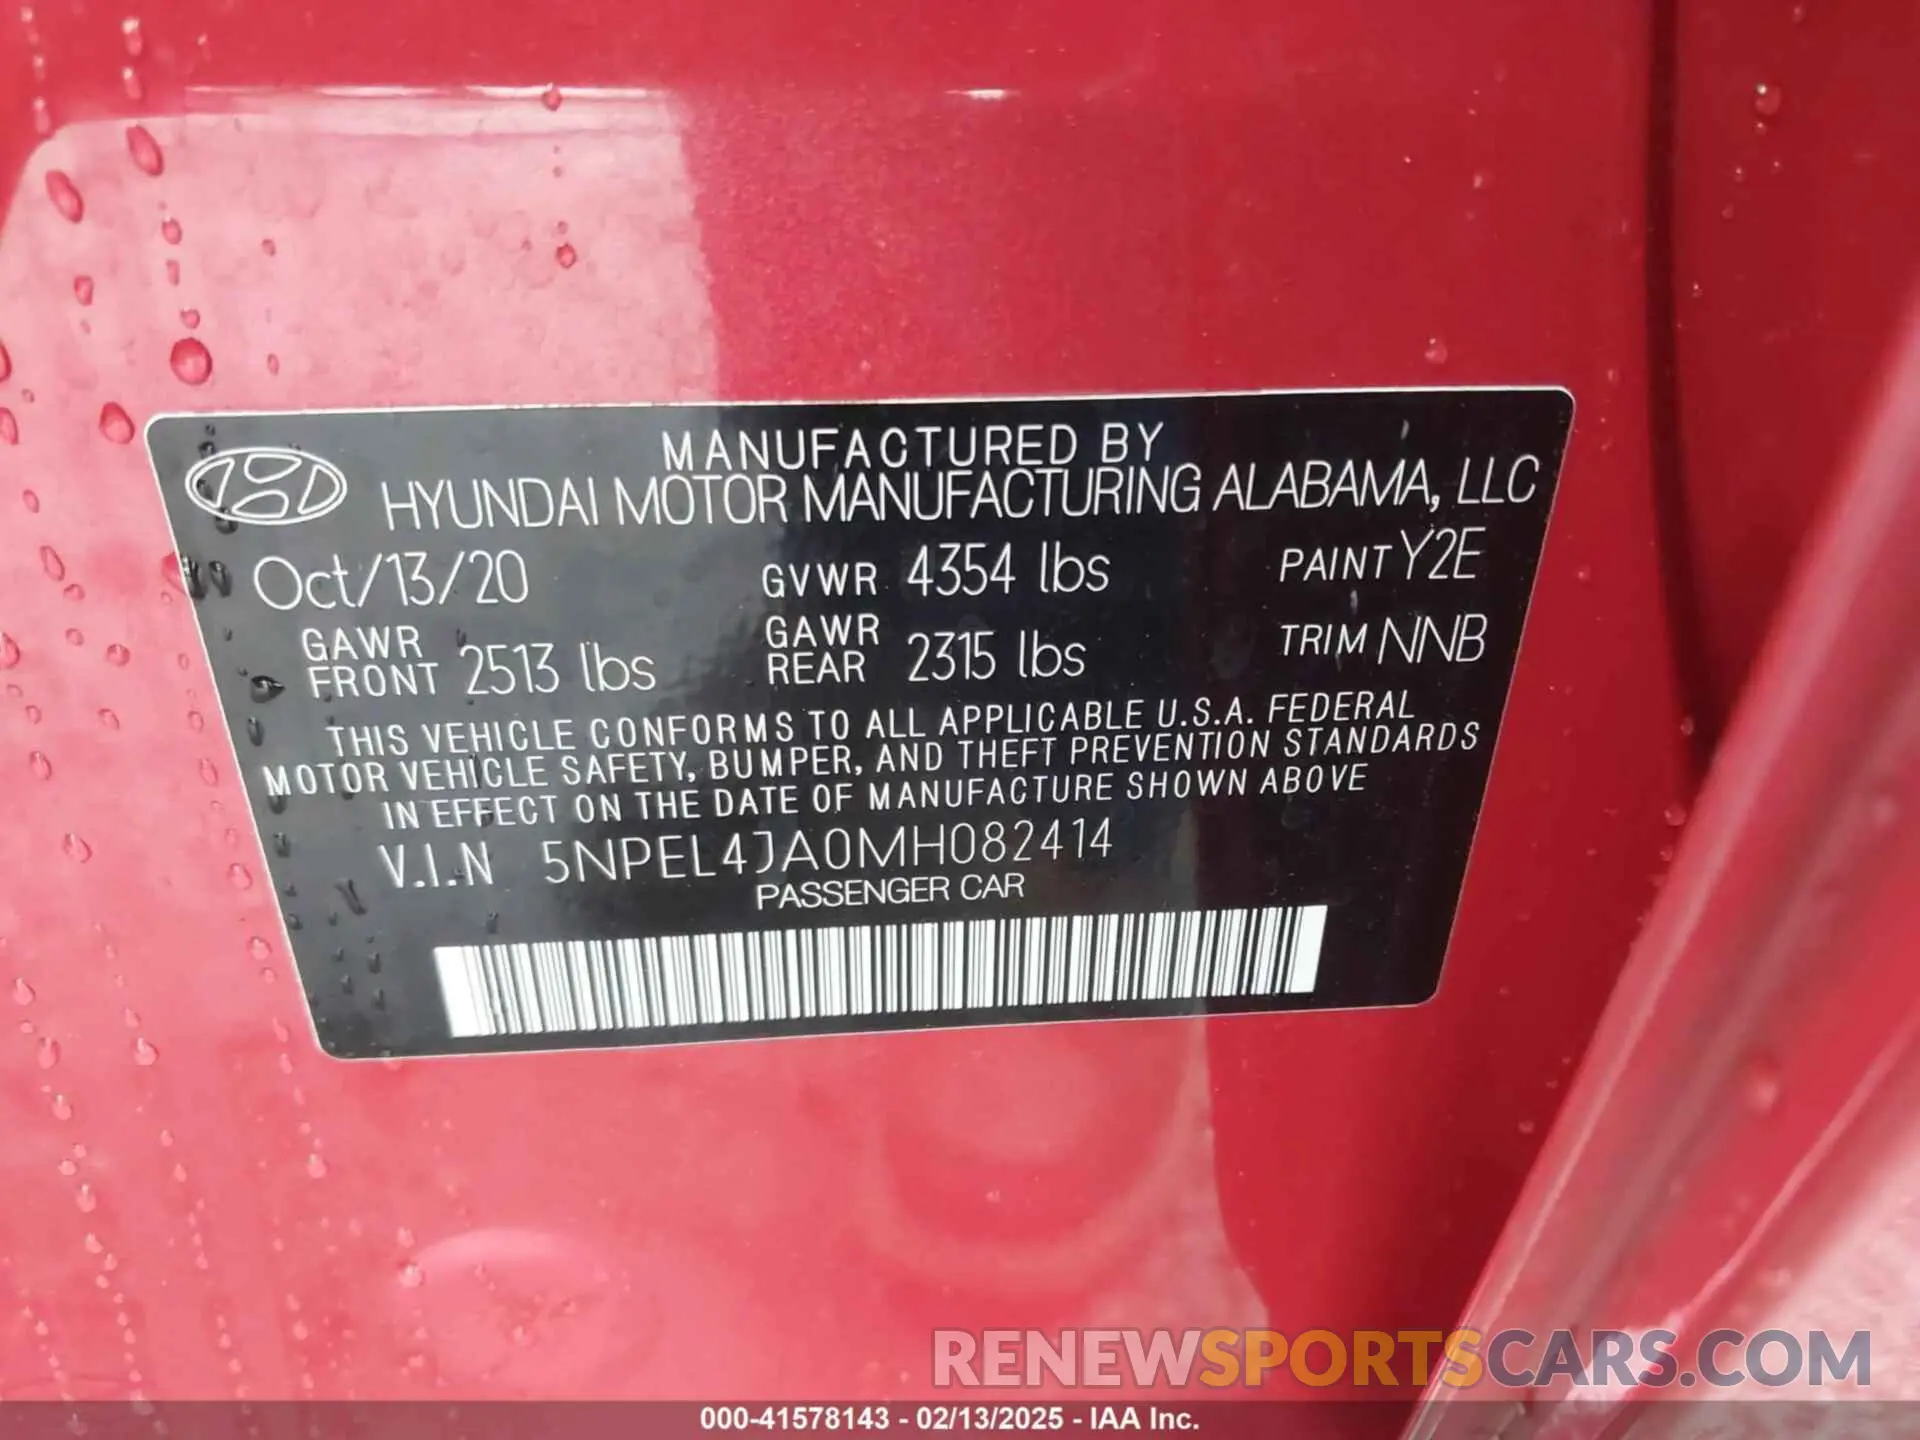 MANUFACTURED BY
HYUNDAI MOTOR MANUFACTURING ALABAMA, LLC
Oct/13/20 GVWR 4354 lbs PAINT Y2E
GAWR FRONT 2513 lbs GAWR REAR 2315 lbs TRIM NNB
THIS VEHICLE CONFORMS TO ALL APPLICABLE U.S.A. FEDERAL
MOTOR VEHICLE SAFETY, BUMPER, AND THEFT PREVENTION STANDARDS
IN EFFECT ON THE DATE OF MANUFACTURE SHOWN ABOVE
V.I.N 5NPEL4JA0MH082414
PASSENGER CAR
RENEWSPORTSCARS.COM
000-41578143 - 02/13/2025 - IAA Inc.